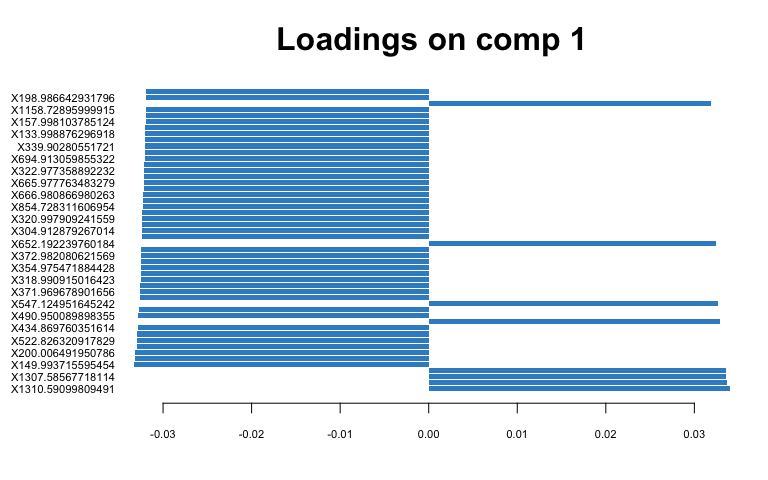 Loadings on comp 1
X198.986642931796
X1158.72895999915
X157.998103785124
X133.998876296918
X339.90280551721
X694.913059855322
X322.977358892232
X665.977763483279
X666.980866980263
X854.728311606954
X320.997909241559
X304.912879267014
X652.192239760184
X372.982080621569
X354.975471884428
X318.990915016423
X371.969678901656
X547.124951645242
X490.950089898355
X434.869760351614
X522.826320917829
X200.006491950786
X149.993715595454
X1307.58567718114
X1310.59099809491
-0.03 -0.02 -0.01 0.00 0.01 0.02 0.03